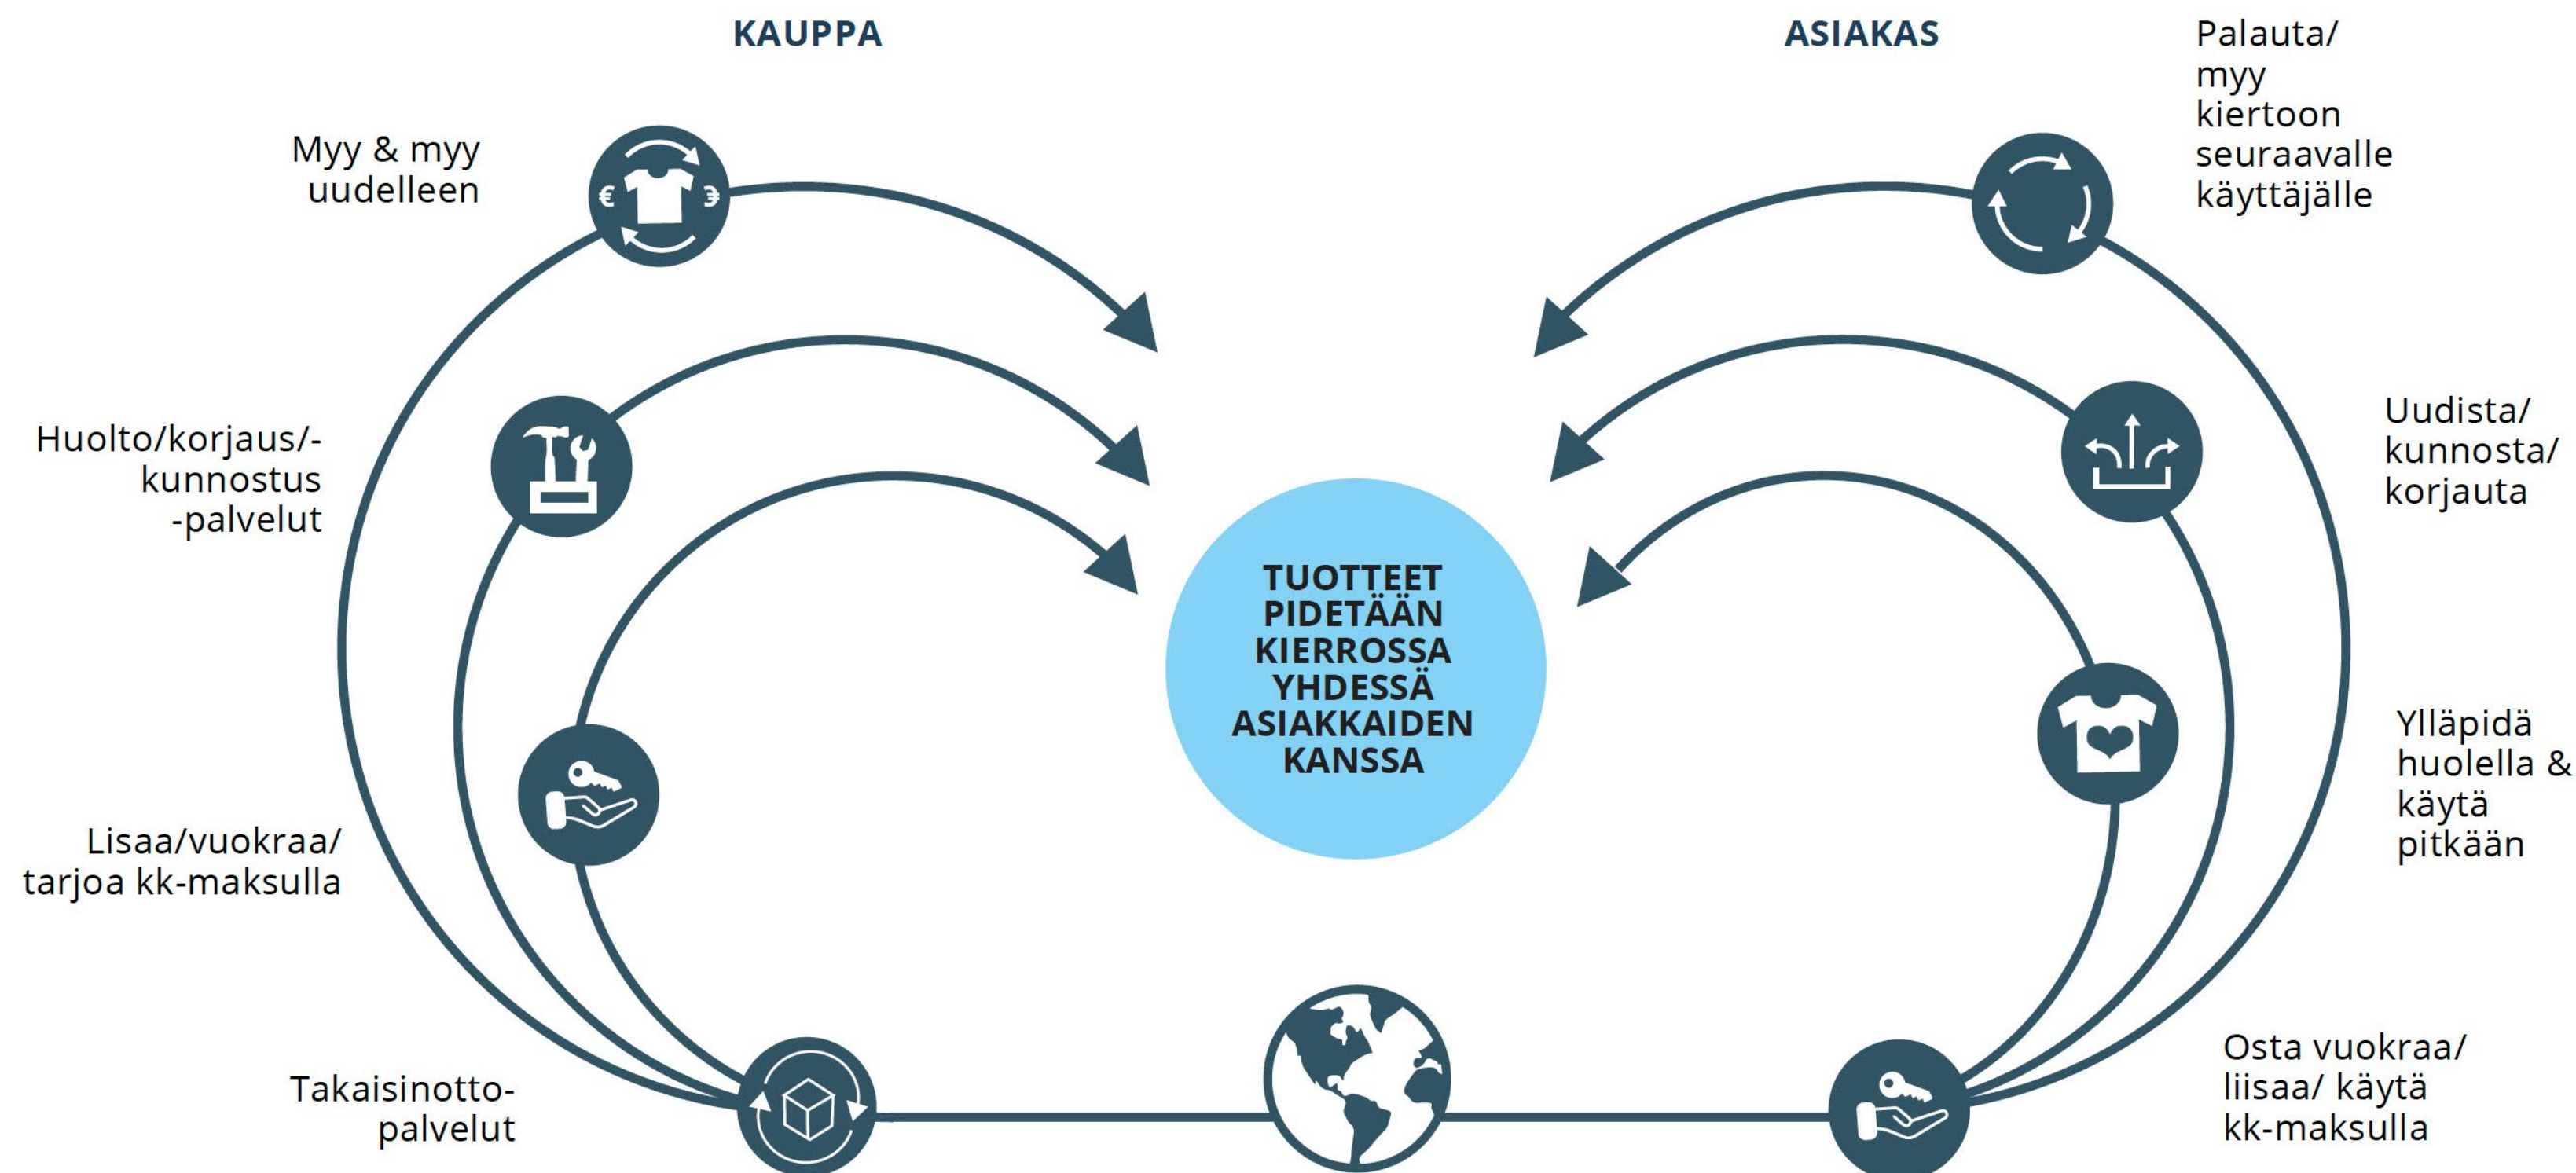 KAUPPA
Myy & myy
uudelleen
€ €
Huolto/korjaus/-
kunnostus
-palvelut
Lisaa/vuokraa/
tarjoa kk-maksulla
Takaisinotto-
palvelut
TUOTTEET
PIDETÄÄN
KIERROSSA
YHDESSÄ
ASIAKKAIDEN
KANSSA
ASIAKAS
Palauta/
myy
kiertoon
seuraavalle
käyttäjälle
Uudista/
kunnosta/
korjauta
Ylläpidä
huolella &
käytä
pitkään
Osta vuokraa/
liisaa/ käytä
kk-maksulla